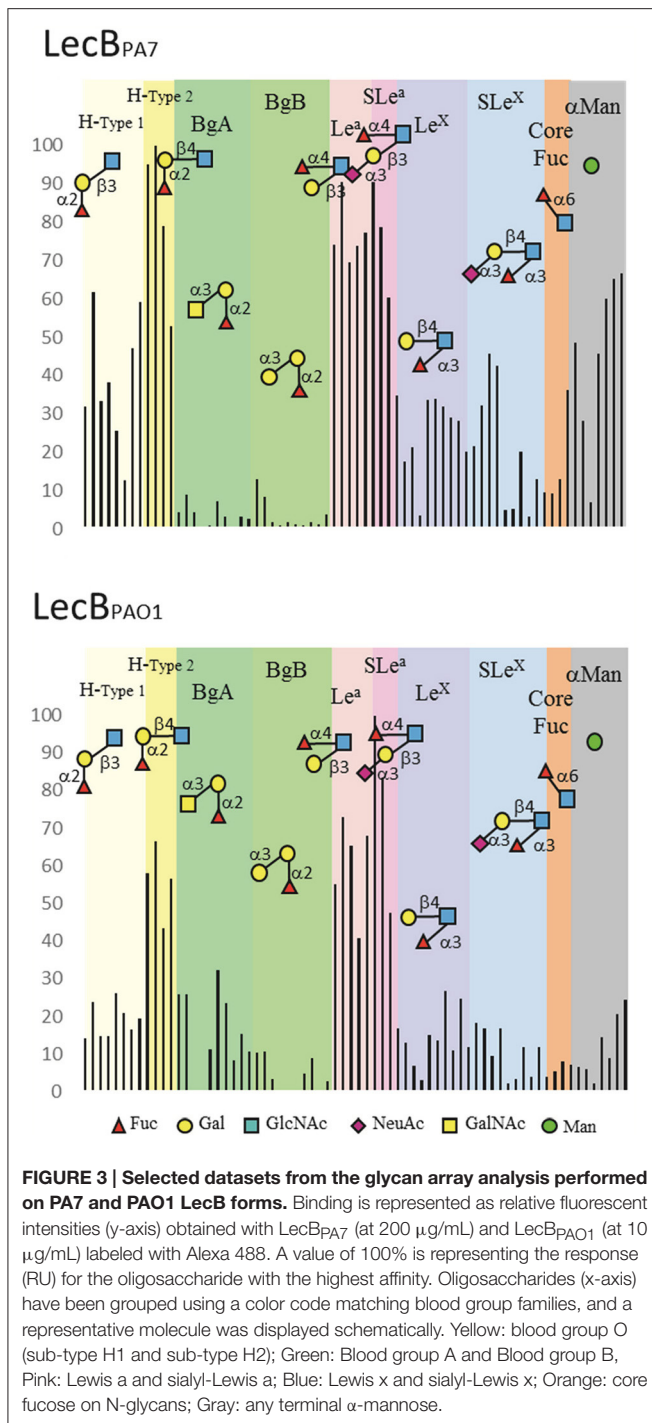 LecBPA7
H-Type 1
H-Type 2
BgA
BgB
Leᵃ
SLeᵃ
Leˣ
SLeˣ
Core
Fuc
αMan
100
90
80
70
60
50
40
30
20
10
0
α2
β3
β4
α2
α3
α2
α3
α2
α4
β3
α4
β3
α3
β4
α3
β4
α3
α3
α6
LecBPAO1
H-Type 1
H-Type 2
BgA
BgB
Leᵃ
SLeᵃ
Leˣ
SLeˣ
Core
Fuc
αMan
100
90
80
70
60
50
40
30
20
10
0
α2
β3
β4
α2
α3
α2
α3
α2
α4
β3
α4
β3
α3
β4
α3
β4
α3
α3
α6
Fuc Gal GlcNAc NeuAc GalNAc Man
FIGURE 3 | Selected datasets from the glycan array analysis performed
on PA7 and PAO1 LecB forms. Binding is represented as relative fluorescent
intensities (y-axis) obtained with LecBPA7 (at 200 μg/mL) and LecBPAO1 (at 10
μg/mL) labeled with Alexa 488. A value of 100% is representing the response
(RU) for the oligosaccharide with the highest affinity. Oligosaccharides (x-axis)
have been grouped using a color code matching blood group families, and a
representative molecule was displayed schematically. Yellow: blood group O
(sub-type H1 and sub-type H2); Green: Blood group A and Blood group B,
Pink: Lewis a and sialyl-Lewis a; Blue: Lewis x and sialyl-Lewis x; Orange: core
fucose on N-glycans; Gray: any terminal α-mannose.